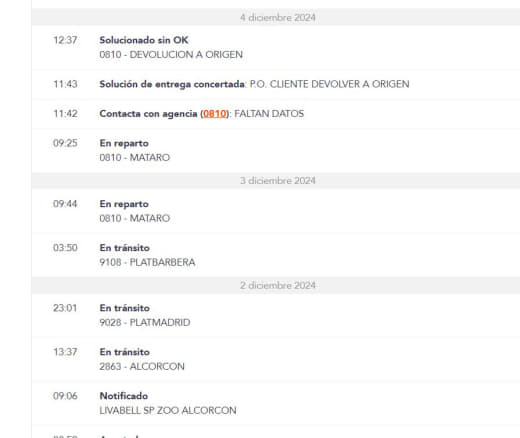 4 diciembre 2024
12:37 Solucionado sin OK
0810 - DEVOLUCION A ORIGEN
11:43 Solución de entrega concertada: P.O. CLIENTE DEVOLVER A ORIGEN
11:42 Contacta con agencia (0810): FALTAN DATOS
09:25 En reparto
0810 - MATARO
3 diciembre 2024
09:44 En reparto
0810 - MATARO
03:50 En tránsito
9108 - PLATBARBERA
2 diciembre 2024
23:01 En tránsito
9028 - PLATMADRID
13:37 En tránsito
2863 - ALCORCON
09:06 Notificado
LIVABELL SP ZOO ALCORCON